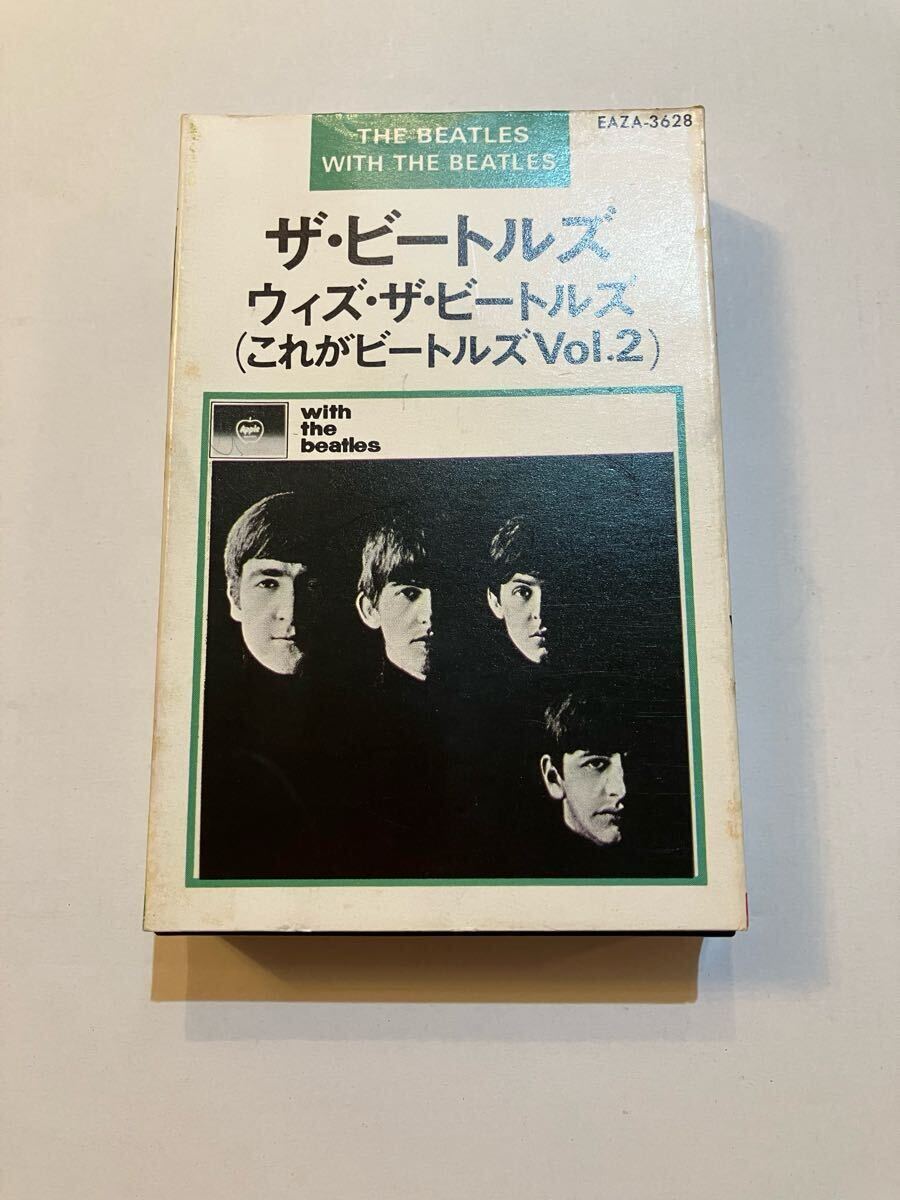 THE BEATLES
WITH THE BEATLES
EAZA-3628
ザ・ビートルズ
ウィズ・ザ・ビートルズ
(これがビートルズVol.2)
Apple
with
the
beatles